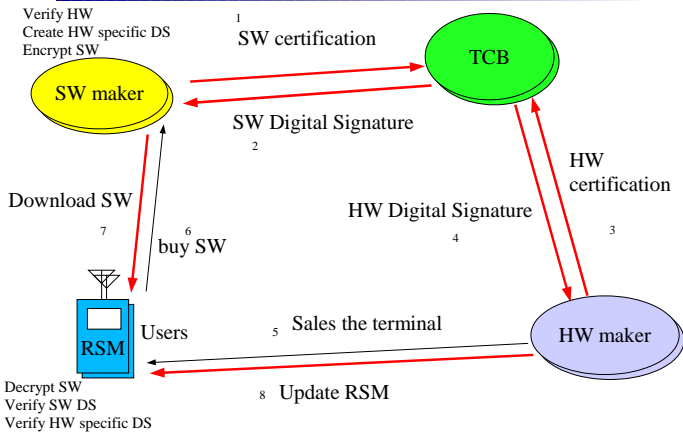 Verify HW
Create HW specific DS
Encrypt SW
1
SW certification
TCB
SW maker
SW Digital Signature
2
HW
certification
3
HW Digital Signature
4
Download SW
7
6
buy SW
RSM
Users
5
Sales the terminal
HW maker
8
Update RSM
Decrypt SW
Verify SW DS
Verify HW specific DS